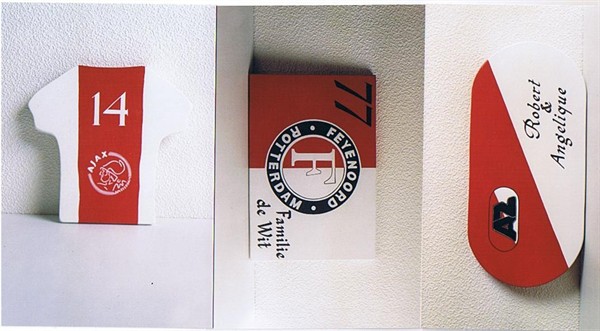 14
AJAX
77
FEYENOORD
ROTTERDAM
F
Familie
de Wit
Robert
&
Angelique
AZ